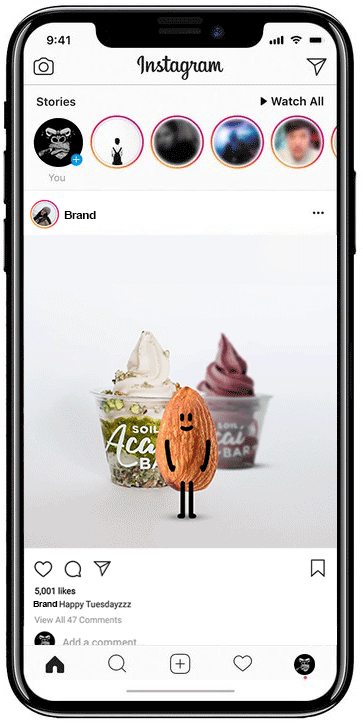 9:41
Instagram
Stories
Watch All
You
Brand
SOIL
Acai
BAR
SOIL
Acai
BAR
5,001 likes
Brand Happy Tuesdayzzz
View All 47 Comments
Add a comment